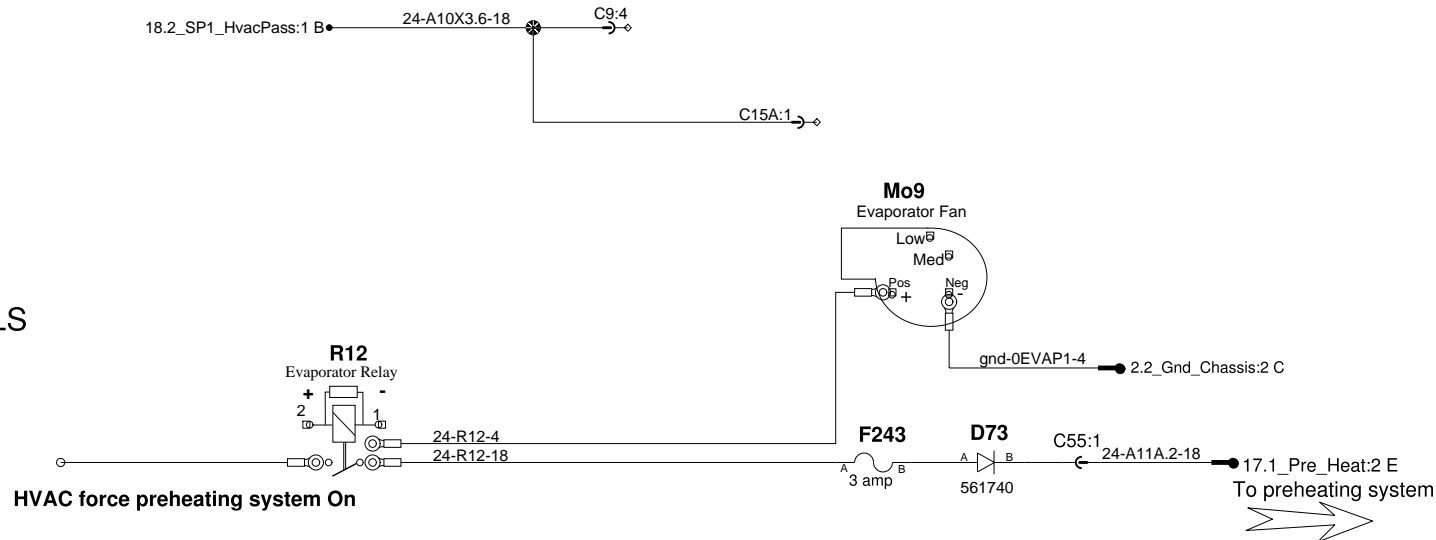 18.2_SP1_HvacPass:1 B
24-A10X3.6-18
C9:4
C15A:1
Mo9
Evaporator Fan
Low
Med
Pos
Neg
+
-
gnd-0EVAP1-4
2.2_Gnd_Chassis:2 C
LS
R12
Evaporator Relay
+
-
2
1
24-R12-4
24-R12-18
F243
A
B
3 amp
D73
A
B
561740
C55:1
24-A11A.2-18
17.1_Pre_Heat:2 E
To preheating system
HVAC force preheating system On